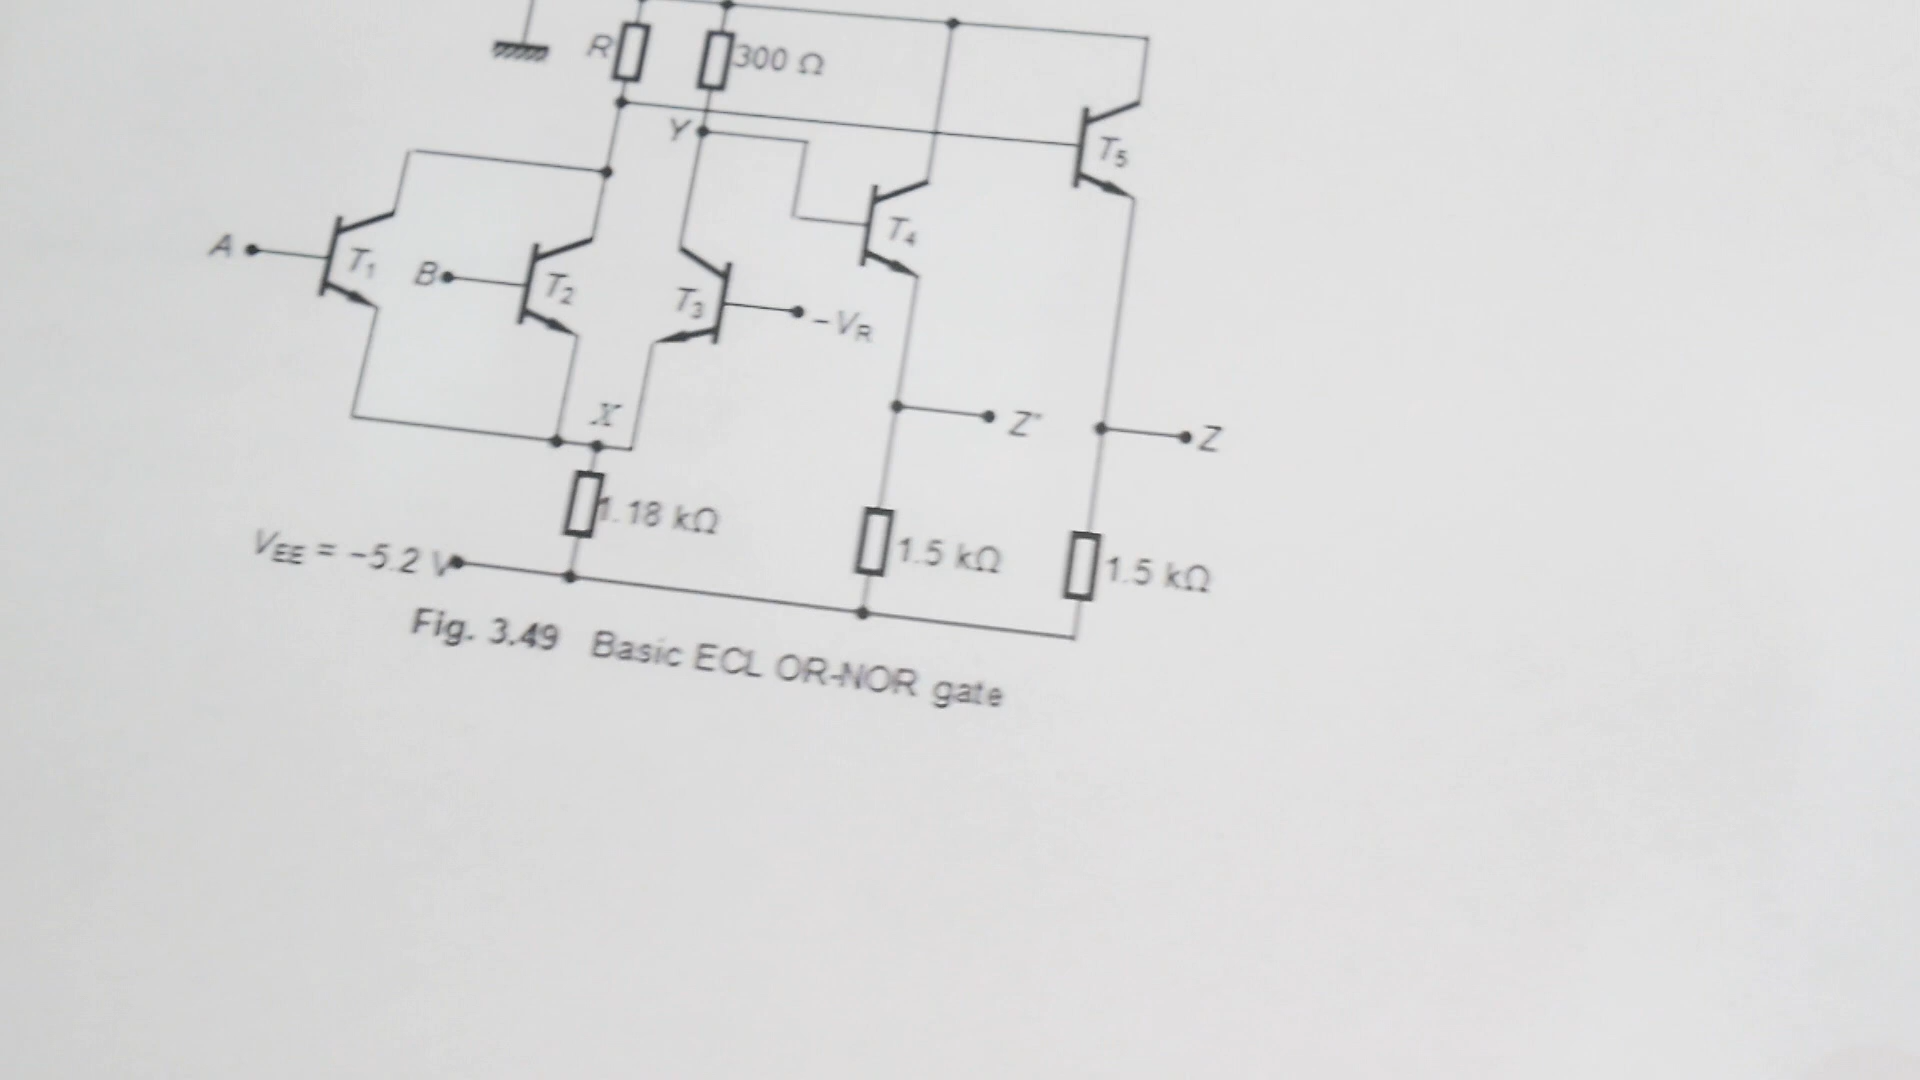 R
300 Ω
Y
T5
A
T1
B
T2
T3
-VR
T4
X
Z'
Z
1.18 kΩ
VEE = -5.2 V
1.5 kΩ
1.5 kΩ
Fig. 3.49 Basic ECL OR-NOR gate